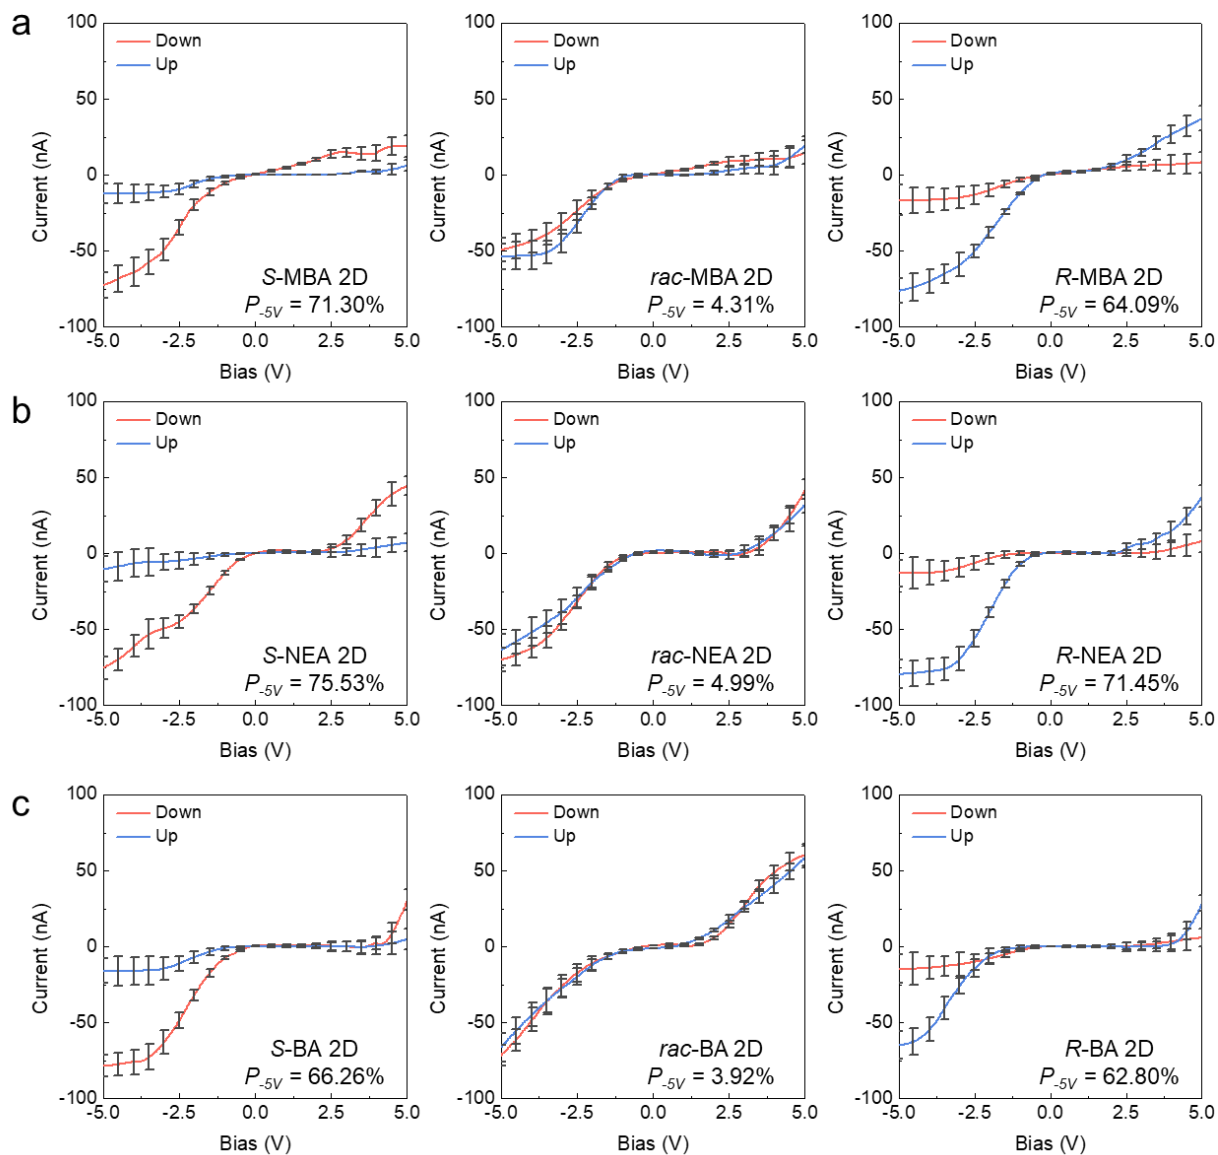 a
100
50
0
-50
-100
Current (nA)
Down
Up
S-MBA 2D
P-5V = 71.30%
-5.0 -2.5 0.0 2.5 5.0
Bias (V)
100
50
0
-50
-100
Current (nA)
Down
Up
rac-MBA 2D
P-5V = 4.31%
-5.0 -2.5 0.0 2.5 5.0
Bias (V)
100
50
0
-50
-100
Current (nA)
Down
Up
R-MBA 2D
P-5V = 64.09%
-5.0 -2.5 0.0 2.5 5.0
Bias (V)
b
100
50
0
-50
-100
Current (nA)
Down
Up
S-NEA 2D
P-5V = 75.53%
-5.0 -2.5 0.0 2.5 5.0
Bias (V)
100
50
0
-50
-100
Current (nA)
Down
Up
rac-NEA 2D
P-5V = 4.99%
-5.0 -2.5 0.0 2.5 5.0
Bias (V)
100
50
0
-50
-100
Current (nA)
Down
Up
R-NEA 2D
P-5V = 71.45%
-5.0 -2.5 0.0 2.5 5.0
Bias (V)
c
100
50
0
-50
-100
Current (nA)
Down
Up
S-BA 2D
P-5V = 66.26%
-5.0 -2.5 0.0 2.5 5.0
Bias (V)
100
50
0
-50
-100
Current (nA)
Down
Up
rac-BA 2D
P-5V = 3.92%
-5.0 -2.5 0.0 2.5 5.0
Bias (V)
100
50
0
-50
-100
Current (nA)
Down
Up
R-BA 2D
P-5V = 62.80%
-5.0 -2.5 0.0 2.5 5.0
Bias (V)